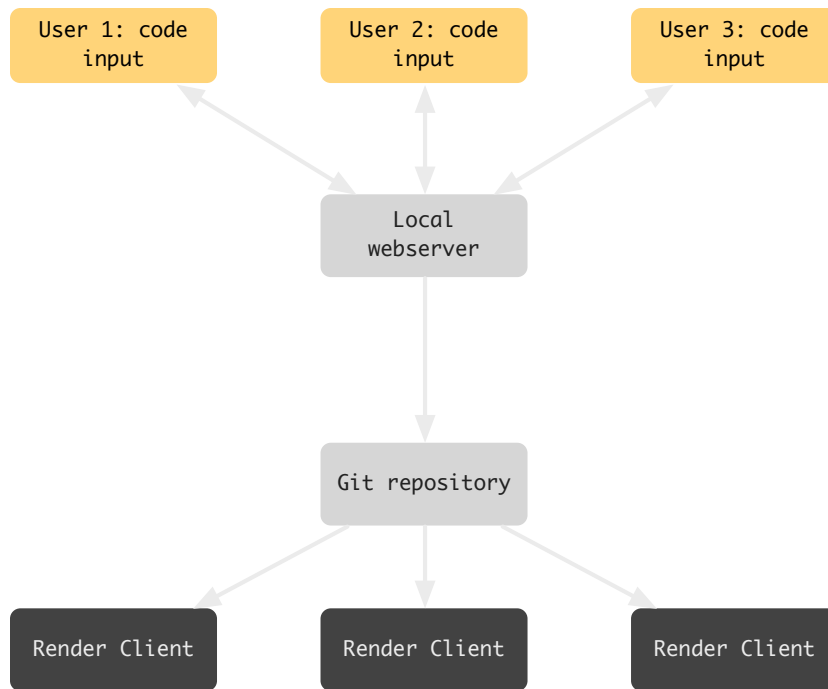 User 1: code
input
User 2: code
input
User 3: code
input
Local
webserver
Git repository
Render Client
Render Client
Render Client